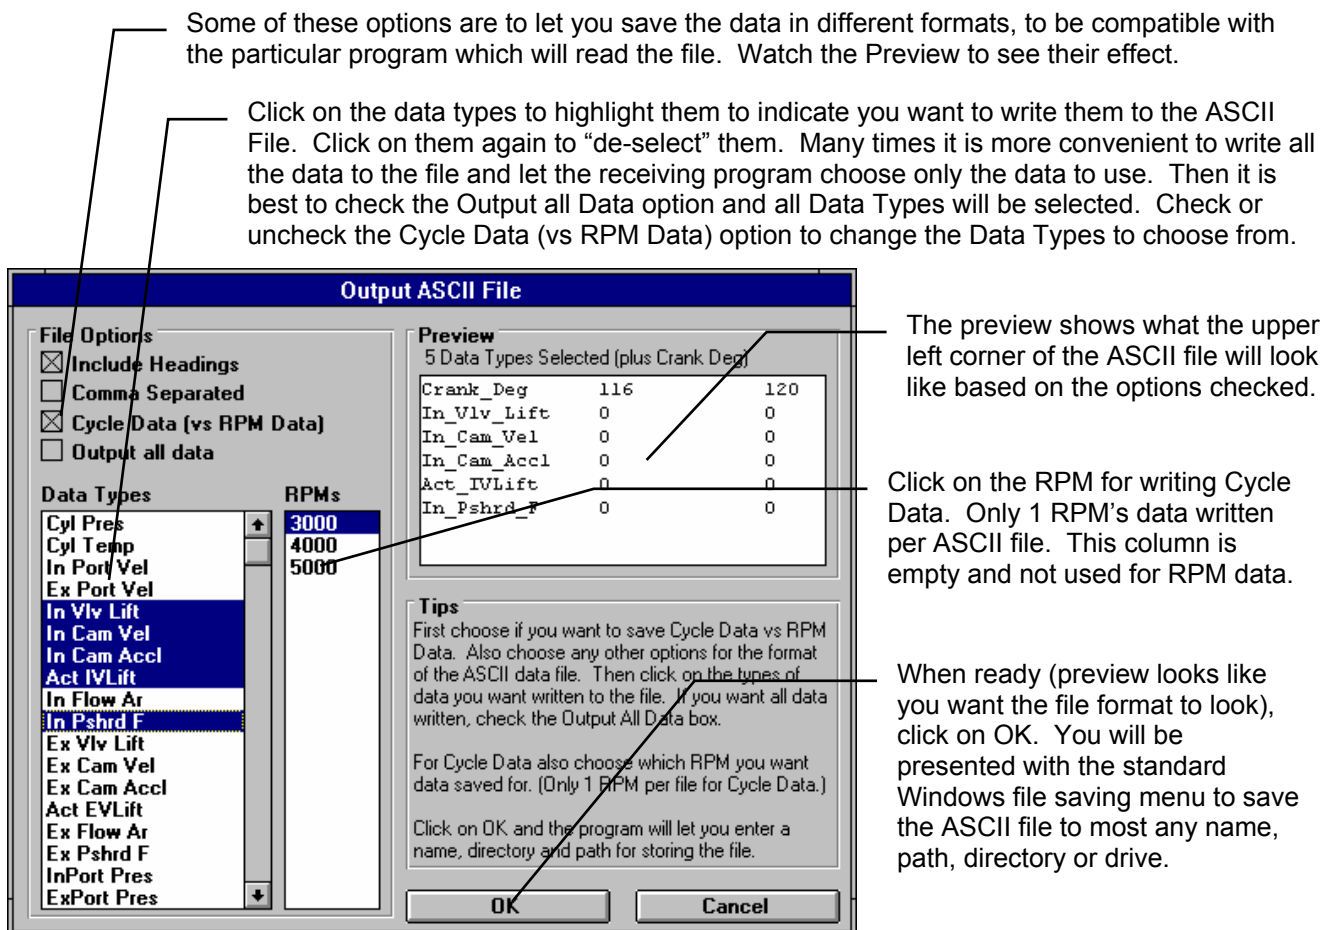 Some of these options are to let you save the data in different formats, to be compatible with
the particular program which will read the file.  Watch the Preview to see their effect.
Click on the data types to highlight them to indicate you want to write them to the ASCII
File.  Click on them again to “de-select” them.  Many times it is more convenient to write all
the data to the file and let the receiving program choose only the data to use.  Then it is
best to check the Output all Data option and all Data Types will be selected.  Check or
uncheck the Cycle Data (vs RPM Data) option to change the Data Types to choose from.
Output ASCII File
File Options
Include Headings
Comma Separated
Cycle Data (vs RPM Data)
Output all data
Data Types
Cyl Pres
Cyl Temp
In Port Vel
Ex Port Vel
In Vlv Lift
In Cam Vel
In Cam Accl
Act IVLift
In Flow Ar
In Pshrd F
Ex Vlv Lift
Ex Cam Vel
Ex Cam Accl
Act EVLift
Ex Flow Ar
Ex Pshrd F
InPort Pres
ExPort Pres
RPMs
3000
4000
5000
Preview
5 Data Types Selected (plus Crank Deg)
Crank_Deg 116 120
In_Vlv_Lift 0 0
In_Cam_Vel 0 0
In_Cam_Accl 0 0
Act_IVLift 0 0
In_Pshrd_F 0 0
Tips
First choose if you want to save Cycle Data vs RPM
Data.  Also choose any other options for the format
of the ASCII data file.  Then click on the types of
data you want written to the file.  If you want all data
written, check the Output All Data box.
For Cycle Data also choose which RPM you want
data saved for. (Only 1 RPM per file for Cycle Data.)
Click on OK and the program will let you enter a
name, directory and path for storing the file.
OK
Cancel
The preview shows what the upper
left corner of the ASCII file will look
like based on the options checked.
Click on the RPM for writing Cycle
Data.  Only 1 RPM’s data written
per ASCII file.  This column is
empty and not used for RPM data.
When ready (preview looks like
you want the file format to look),
click on OK.  You will be
presented with the standard
Windows file saving menu to save
the ASCII file to most any name,
path, directory or drive.